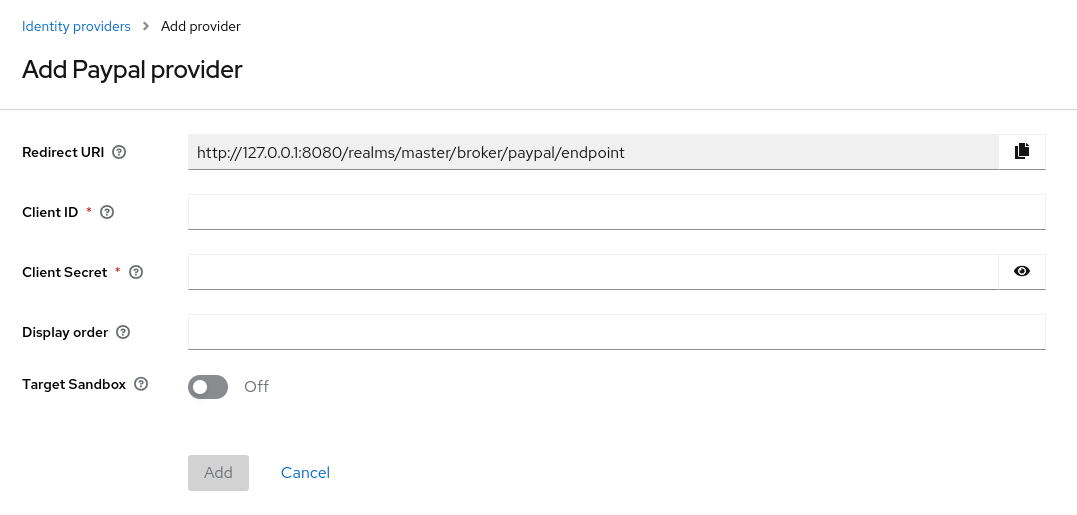 Identity providers > Add provider
Add Paypal provider
Redirect URI
http://127.0.0.1:8080/realms/master/broker/paypal/endpoint
Client ID *
Client Secret *
Display order
Target Sandbox
Off
Add Cancel